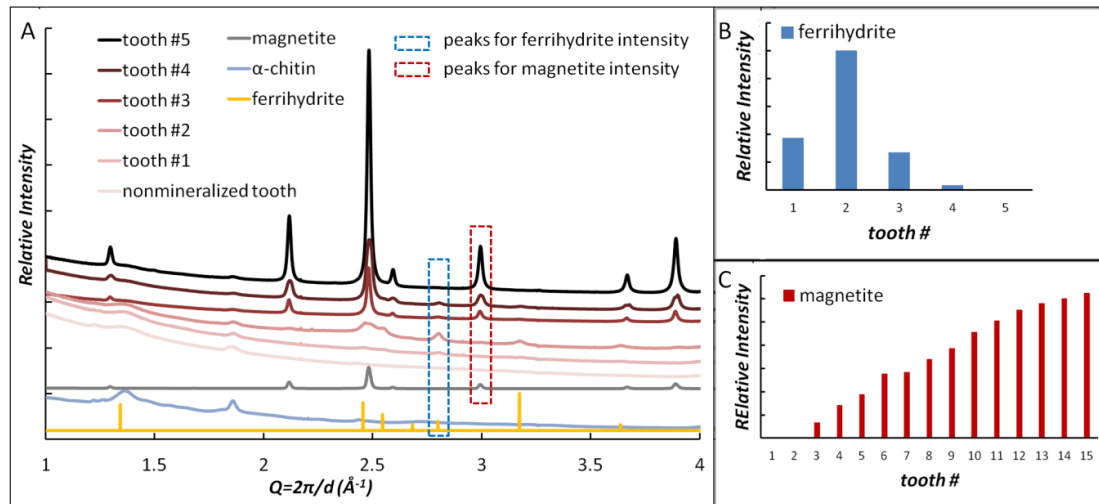 A
tooth #5
tooth #4
tooth #3
tooth #2
tooth #1
nonmineralized tooth
magnetite
α-chitin
ferrihydrite
peaks for ferrihydrite intensity
peaks for magnetite intensity
Relative Intensity
1 1.5 2 2.5 3 3.5 4
Q=2π/d (Å⁻¹)
B
ferrihydrite
Relative Intensity
1 2 3 4 5
tooth #
C
magnetite
RElative Intensity
1 2 3 4 5 6 7 8 9 10 11 12 13 14 15
tooth #